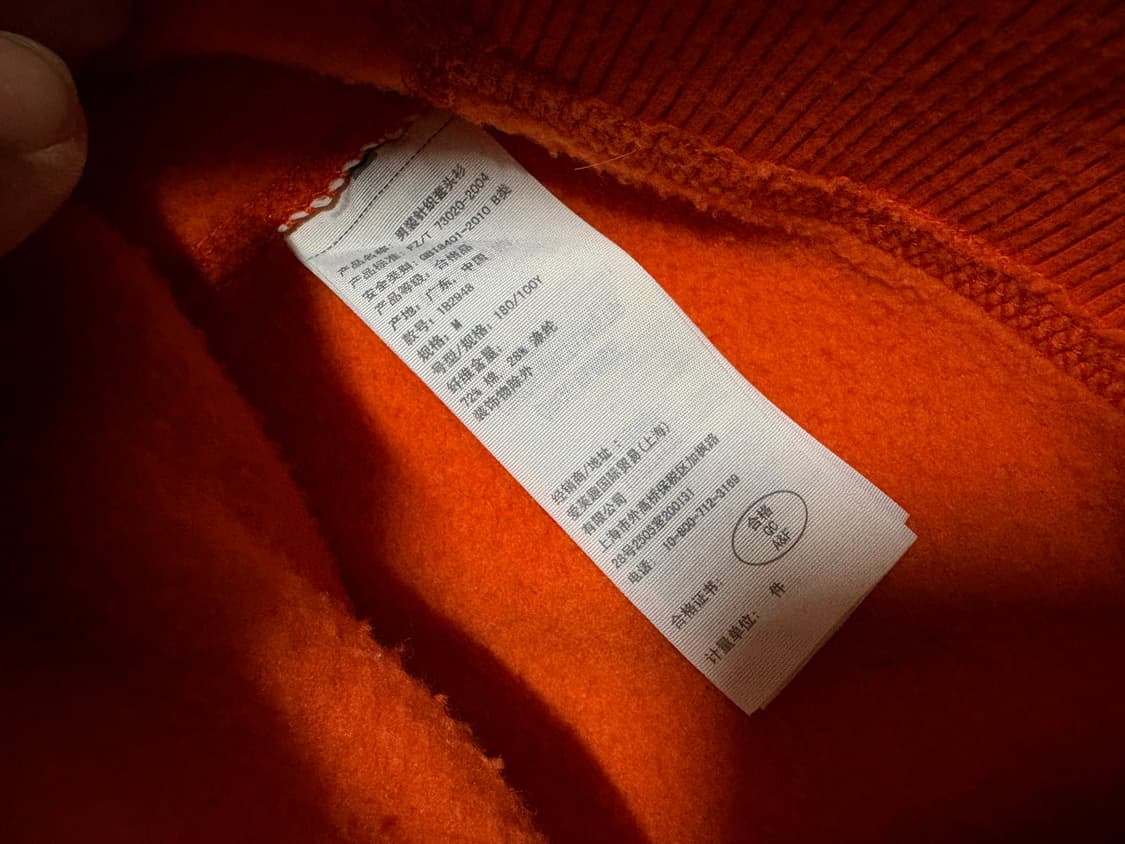 产品名称: 男装针织套头衫
产品标准: FZ/T 73020-2004
安全类别: GB18401-2010 B类
产品等级: 合格品
产地: 广东, 中国
款号: 1B2948
规格: M
号型/规格: 180/100Y
纤维含量:
72% 棉, 28% 涤纶
装饰物除外
经销商/地址:
爱芙趣国际贸易(上海)
有限公司
上海市外高桥保税区加枫路
28号2503室200131
电话: 10-800-712-3169
合格证书:
合格
QC
A&F
计量单位: 件